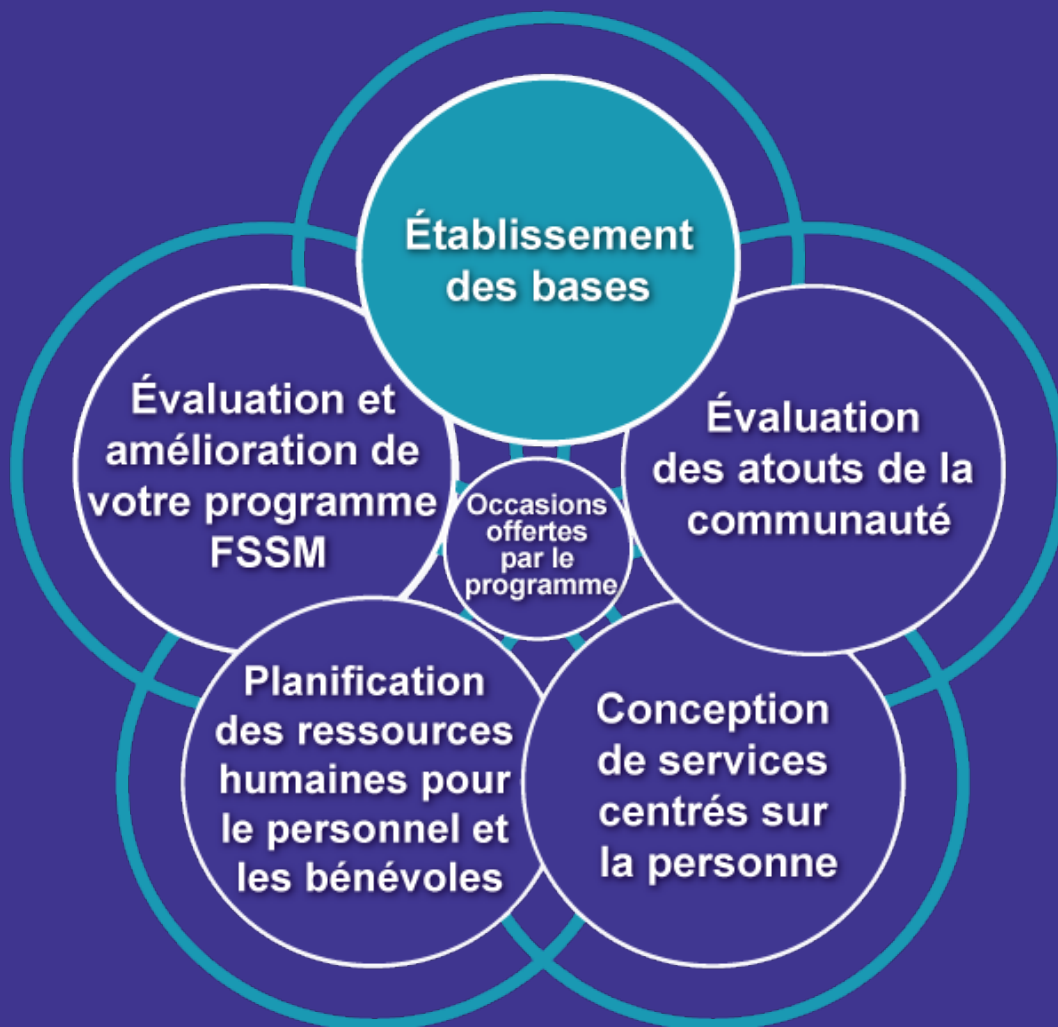 Établissement
des bases
Évaluation et
amélioration de
votre programme
FSSM
Évaluation
des atouts de la
communauté
Occasions
offertes
par le
programme
Planification
des ressources
humaines pour
le personnel et
les bénévoles
Conception
de services
centrés sur
la personne